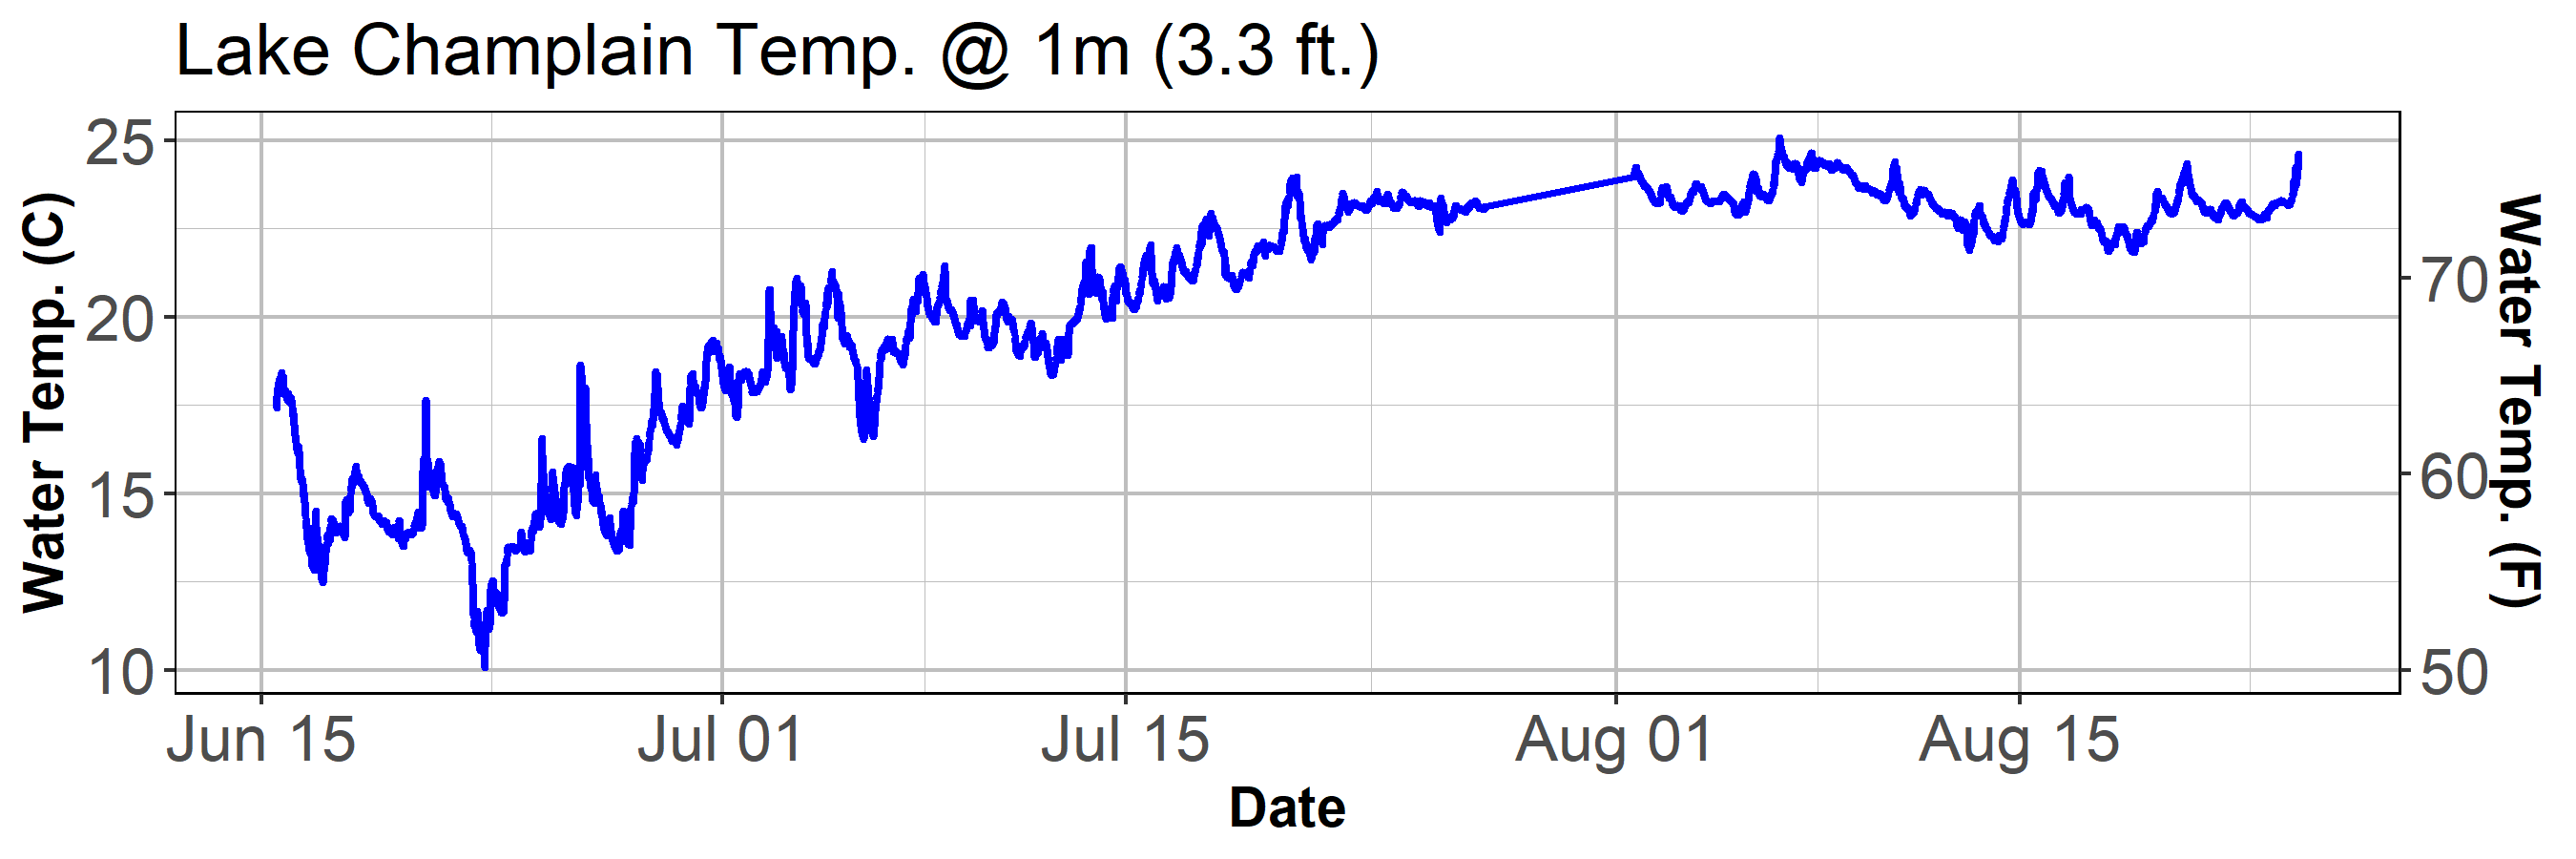 Lake Champlain Temp. @ 1m (3.3 ft.)
25
20
15
10
Water Temp. (C)
70
60
50
Water Temp. (F)
Jun 15 Jul 01 Jul 15 Aug 01 Aug 15
Date